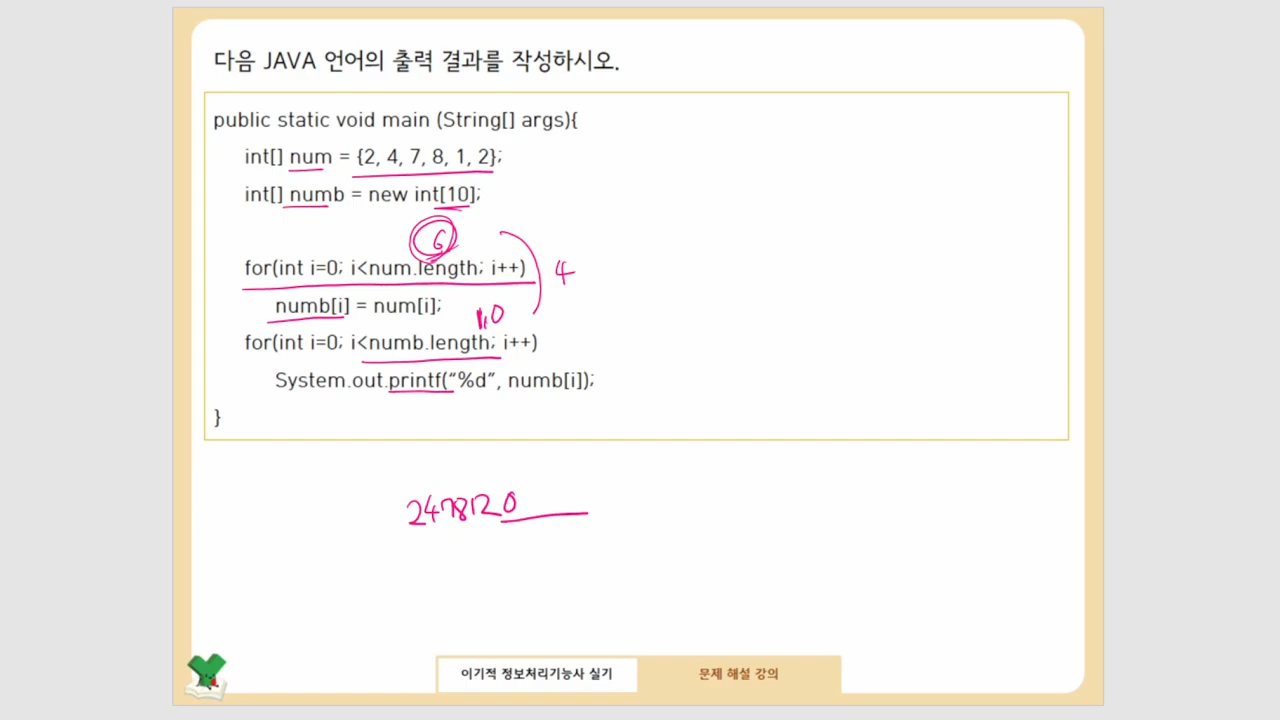 다음 JAVA 언어의 출력 결과를 작성하시오.
public static void main (String[] args){
int[] num = {2, 4, 7, 8, 1, 2};
int[] numb = new int[10];
6
for(int i=0; i<num.length; i++)
4
numb[i] = num[i];
10
for(int i=0; i<numb.length; i++)
System.out.printf(“%d”, numb[i]);
}
2478120
이기적 정보처리기능사 실기
문제 해설 강의